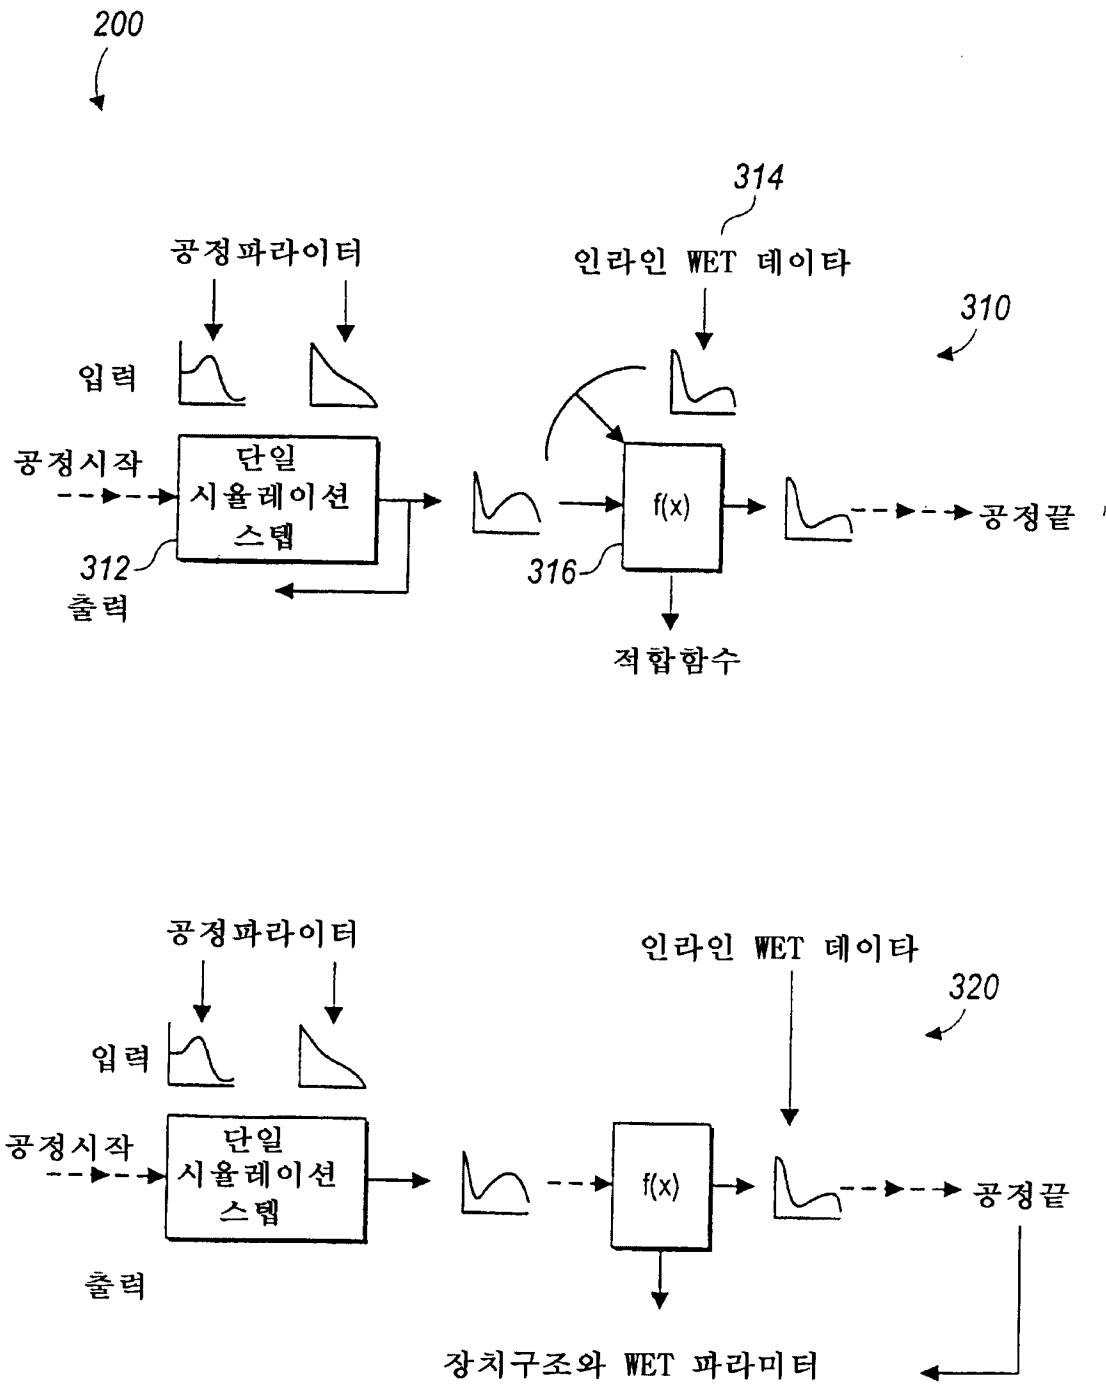 200
314
공정파라이터
인라인 WET 데이타
310
입력
공정시작
단일
시율레이션
스텝
f(x)
공정끝
312
316
출력
적합함수
공정파라이터
인라인 WET 데이타
320
입력
공정시작
단일
시율레이션
스텝
f(x)
공정끝
출력
장치구조와 WET 파라미터